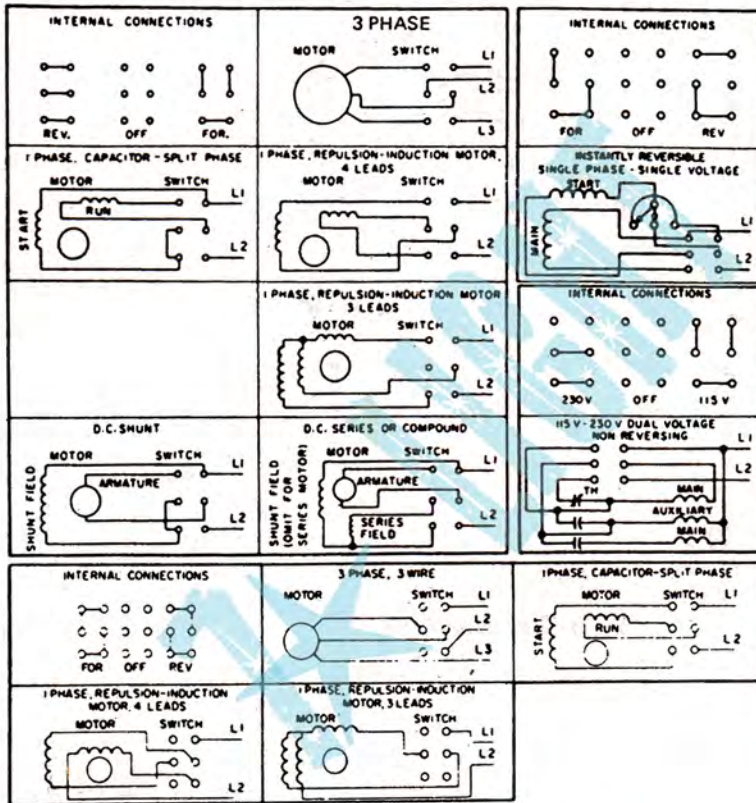 INTERNAL CONNECTIONS
REV. OFF FOR.
3 PHASE
MOTOR SWITCH L1
L2
L3
INTERNAL CONNECTIONS
FOR OFF REV
1 PHASE, CAPACITOR - SPLIT PHASE
MOTOR SWITCH
L1
RUN
START
L2
1 PHASE, REPULSION-INDUCTION MOTOR,
4 LEADS
MOTOR SWITCH
L1
L2
INSTANTLY REVERSIBLE
SINGLE PHASE - SINGLE VOLTAGE
START
L1
MAIN
L2
1 PHASE, REPULSION-INDUCTION MOTOR
3 LEADS
MOTOR SWITCH L1
L2
INTERNAL CONNECTIONS
230V OFF 115V
D.C. SHUNT
MOTOR SWITCH
L1
ARMATURE
SHUNT FIELD
L2
D.C. SERIES OR COMPOUND
MOTOR SWITCH
L1
ARMATURE
SHUNT FIELD
(OMIT FOR
SERIES MOTOR)
L2
SERIES
FIELD
115V-230V DUAL VOLTAGE
NON REVERSING
L1
L2
TH MAIN
AUXILIARY
MAIN
INTERNAL CONNECTIONS
FOR OFF REV
3 PHASE, 3 WIRE
MOTOR SWITCH L1
L2
L3
1 PHASE, CAPACITOR-SPLIT PHASE
MOTOR SWITCH L1
RUN
START
L2
1 PHASE, REPULSION-INDUCTION
MOTOR, 4 LEADS
MOTOR SWITCH
L1
L2
1 PHASE, REPULSION-INDUCTION
MOTOR, 3 LEADS
MOTOR SWITCH
L1
L2